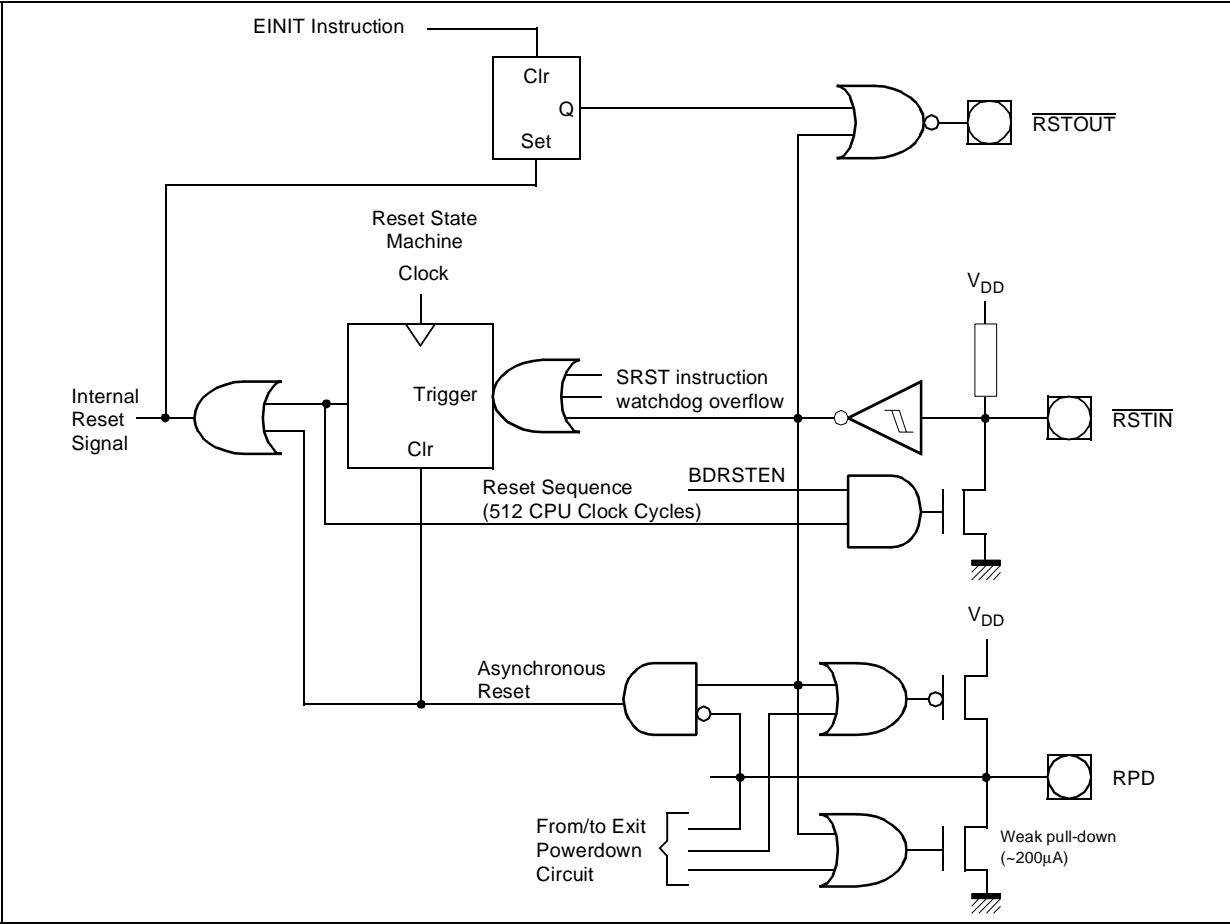 EINIT Instruction
Clr
Q
Set
RSTOUT
Reset State
Machine
Clock
VDD
Trigger
SRST instruction
watchdog overflow
Internal
Reset
Signal
RSTIN
Clr
BDRSTEN
Reset Sequence
(512 CPU Clock Cycles)
VDD
Asynchronous
Reset
RPD
From/to Exit
Powerdown
Circuit
Weak pull-down
(~200µA)